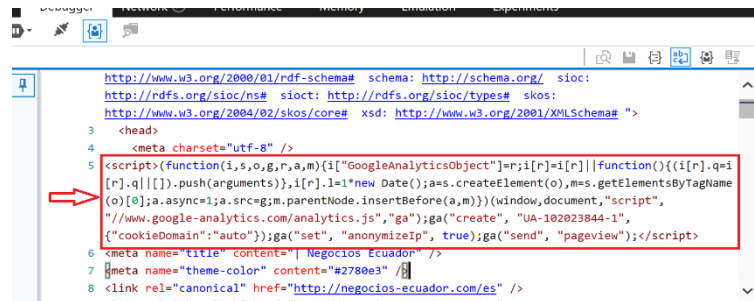 Debugger Network Performance Memory Emulation Experiments
http://www.w3.org/2000/01/rdf-schema# schema: http://schema.org/ sioc:
http://rdfs.org/sioc/ns# sioct: http://rdfs.org/sioc/types# skos:
http://www.w3.org/2004/02/skos/core# xsd: http://www.w3.org/2001/XMLSchema# ">
3 <head>
4 <meta charset="utf-8" />
5 <script>(function(i,s,o,g,r,a,m){i["GoogleAnalyticsObject"]=r;i[r]=i[r]||function(){(i[r].q=i
[r].q||[]).push(arguments)},i[r].l=1*new Date();a=s.createElement(o),m=s.getElementsByTagName
(o)[0];a.async=1;a.src=g;m.parentNode.insertBefore(a,m)})(window,document,"script",
"//www.google-analytics.com/analytics.js","ga");ga("create", "UA-102023844-1",
{"cookieDomain":"auto"});ga("set", "anonymizeIp", true);ga("send", "pageview");</script>
6 <meta name="title" content="| Negocios Ecuador" />
7 <meta name="theme-color" content="#2780e3" />
8 <link rel="canonical" href="http://negocios-ecuador.com/es" />